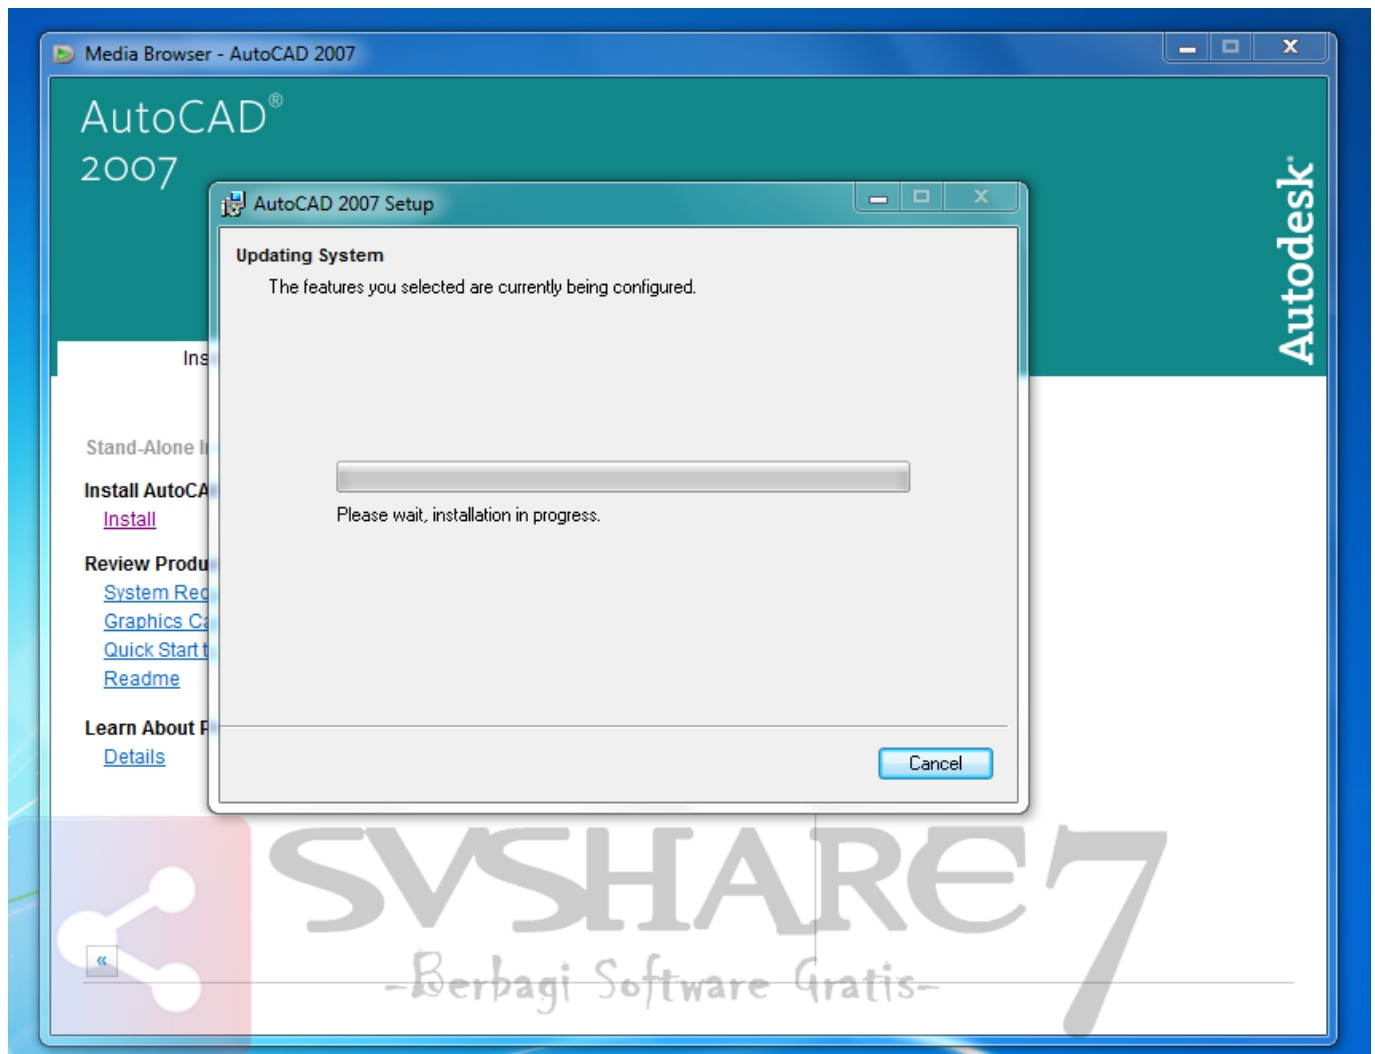 Media Browser - AutoCAD 2007
AutoCAD®
2007
Autodesk®
AutoCAD 2007 Setup
Updating System
The features you selected are currently being configured.
Please wait, installation in progress.
Cancel
Ins
Stand-Alone
Install AutoCA
Install
Review Produ
System Req
Graphics Ca
Quick Start t
Readme
Learn About P
Details
«
SVSHARE7
-Berbagi Software Gratis-